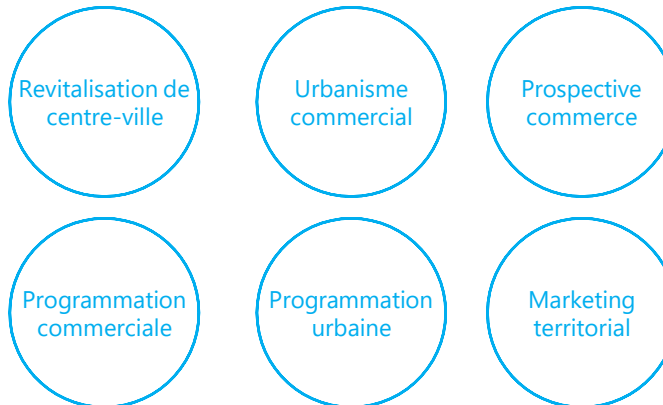 Revitalisation de
centre-ville
Urbanisme
commercial
Prospective
commerce
Programmation
commerciale
Programmation
urbaine
Marketing
territorial